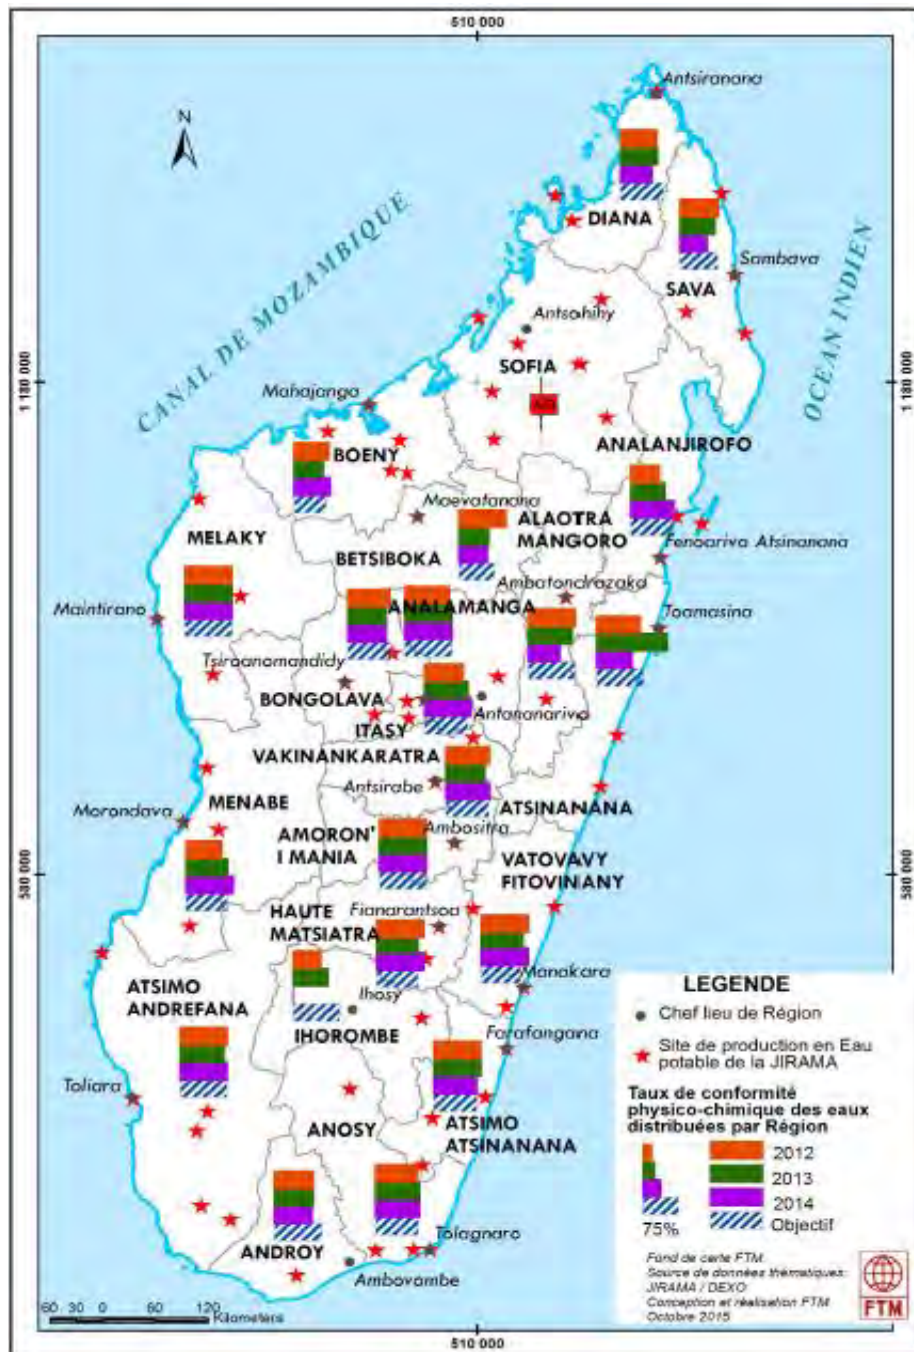 510 000
Antsiranana
N
DIANA
CANAL DE MOZAMBIQUE
OCEAN INDIEN
Sambava
SAVA
Antsohihy
SOFIA
1 180 000
1 180 000
Mahajanga
ND
ANALANJIROFO
BOENY
Maevatanana
ALAOTRA
MANGORO
MELAKY
BETSIBOKA
Fenoariva Atsinanana
Ambatondrazaka
ANALAMANGA
Maintirano
Toamasina
Tsiroanomandidy
BONGOLAVA
ITASY
Antananarivo
VAKINANKARATRA
Antsirabe
MENABE
ATSINANANA
Morondava
AMORON'
I MANIA
Ambositra
VATOVAVY
FITOVINIANY
580 000
580 000
HAUTE
MATSIATRA
Fianarantsoa
Manakara
ATSIMO
ANDREFANA
Ihosy
IHOROMBE
Farafangana
Toliara
ANOSY
ATSIMO
ATSINANANA
Tolagnaro
ANDROY
Ambovombe
LEGENDE
Chef lieu de Région
Site de production en Eau
potable de la JIRAMA
Taux de conformité
physico-chimique des eaux
distribuées par Région
2012
2013
2014
75%
Objectif
Fond de carte FTM
Source de données thématiques:
JIRAMA / DEXO
Conception et réalisation FTM
Octobre 2015
FTM
60 30 0 60 120
Kilometers
510 000